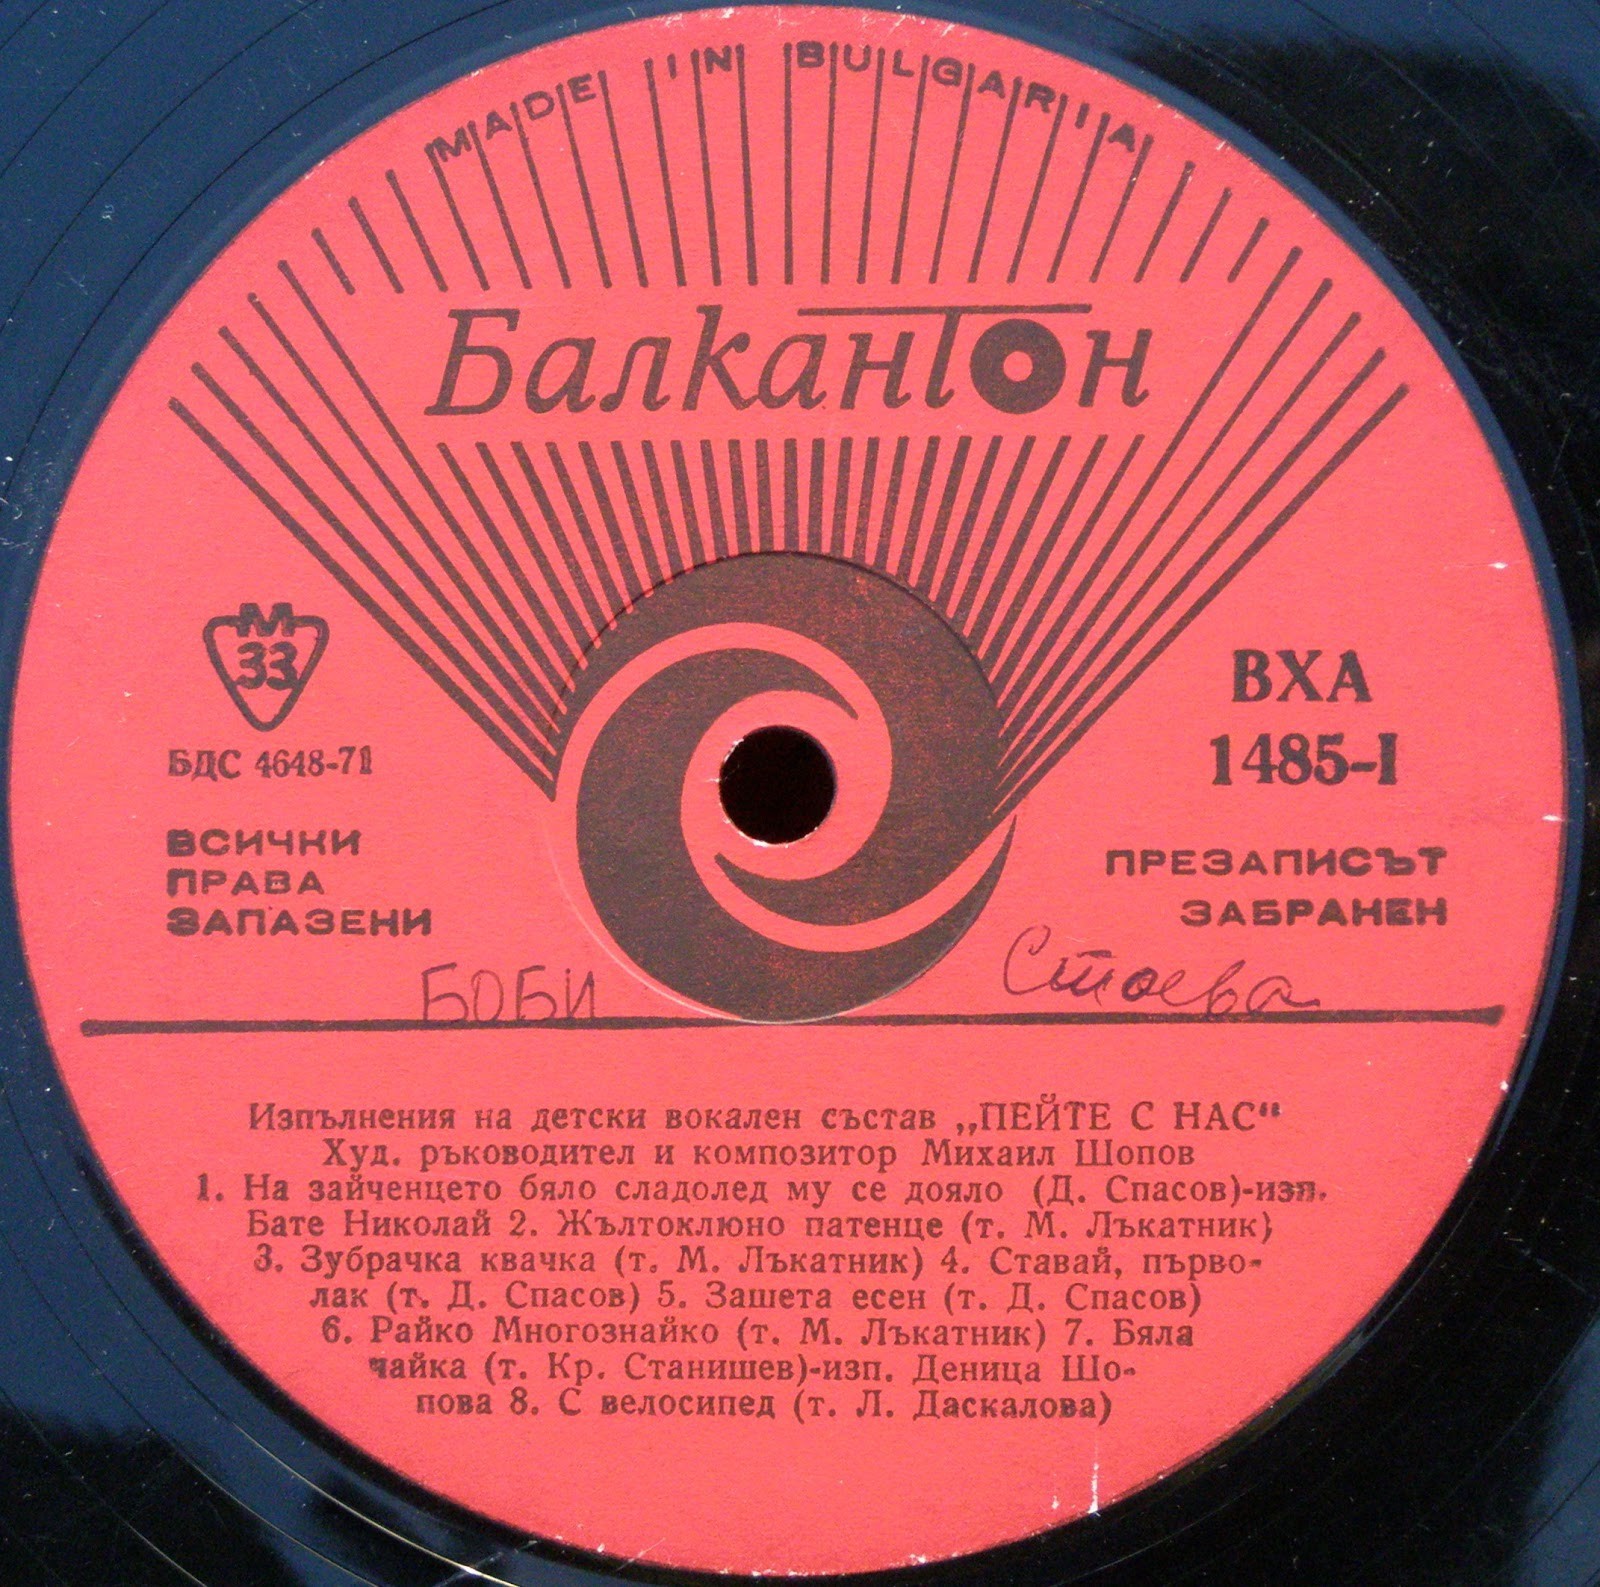 MADE IN BULGARIA
Балкантон
М
33
БДС 4648-71
ВСИЧКИ
ПРАВА
ЗАПАЗЕНИ
ВХА
1485-I
ПРЕЗАПИСЪТ
ЗАБРАНЕН
БОБИ
Стоева
Изпълнения на детски вокален състав „ПЕЙТЕ С НАС“
Худ. ръководител и композитор Михаил Шопов
1. На зайченцето бяло сладолед му се дояло (Д. Спасов)-изп.
Бате Николай 2. Жълтоклюно патенце (т. М. Лъкатник)
3. Зубрачка квачка (т. М. Лъкатник) 4. Ставай, първо-
лак (т. Д. Спасов) 5. Зашета есен (т. Д. Спасов)
6. Райко Многознайко (т. М. Лъкатник) 7. Бяла
чайка (т. Кр. Станишев)-изп. Деница Шо-
пова 8. С велосипед (т. Л. Даскалова)